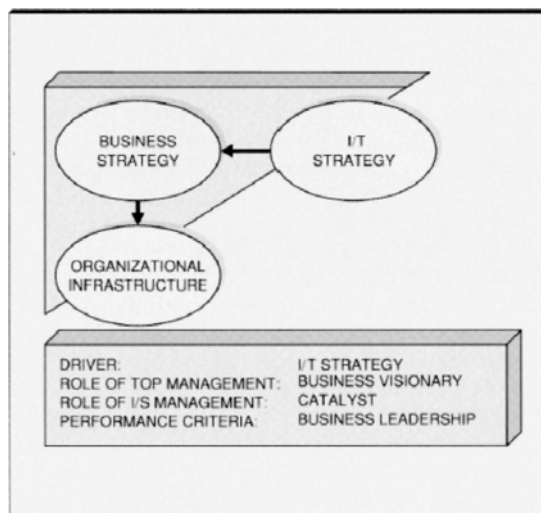 BUSINESS
STRATEGY
I/T
STRATEGY
ORGANIZATIONAL
INFRASTRUCTURE
DRIVER: I/T STRATEGY
ROLE OF TOP MANAGEMENT: BUSINESS VISIONARY
ROLE OF I/S MANAGEMENT: CATALYST
PERFORMANCE CRITERIA: BUSINESS LEADERSHIP